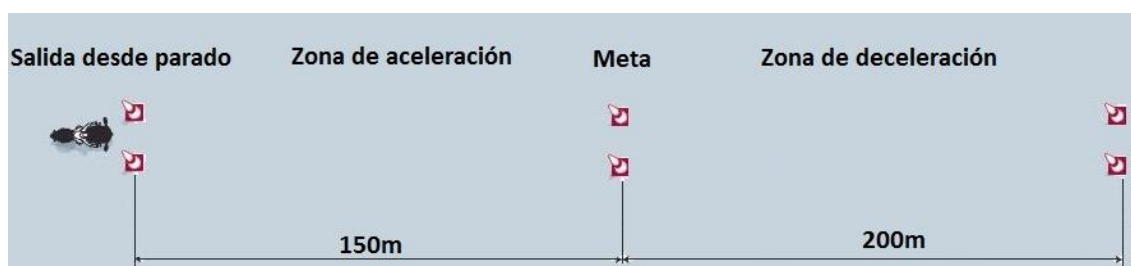 Salida desde parado
Zona de aceleración
Meta
Zona de deceleración
150m
200m